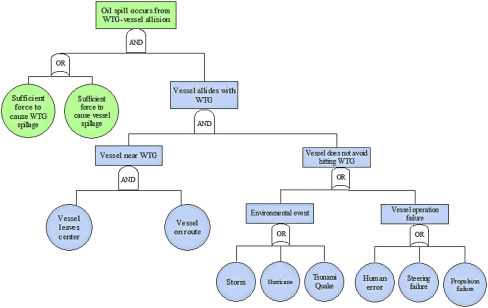 Oil spill occurs from
WTG-vessel allision
AND
OR
Sufficient
force to
cause WTG
spillage
Sufficient
force to
cause vessel
spillage
Vessel allides with
WTG
AND
Vessel near WTG
Vessel does not avoid
hitting WTG
AND
OR
Vessel
leaves
center
Vessel
on route
Environmental event
Vessel operation
failure
OR
OR
Storm
Hurricane
Tsunami
Quake
Human
error
Steering
failure
Propulsion
failure